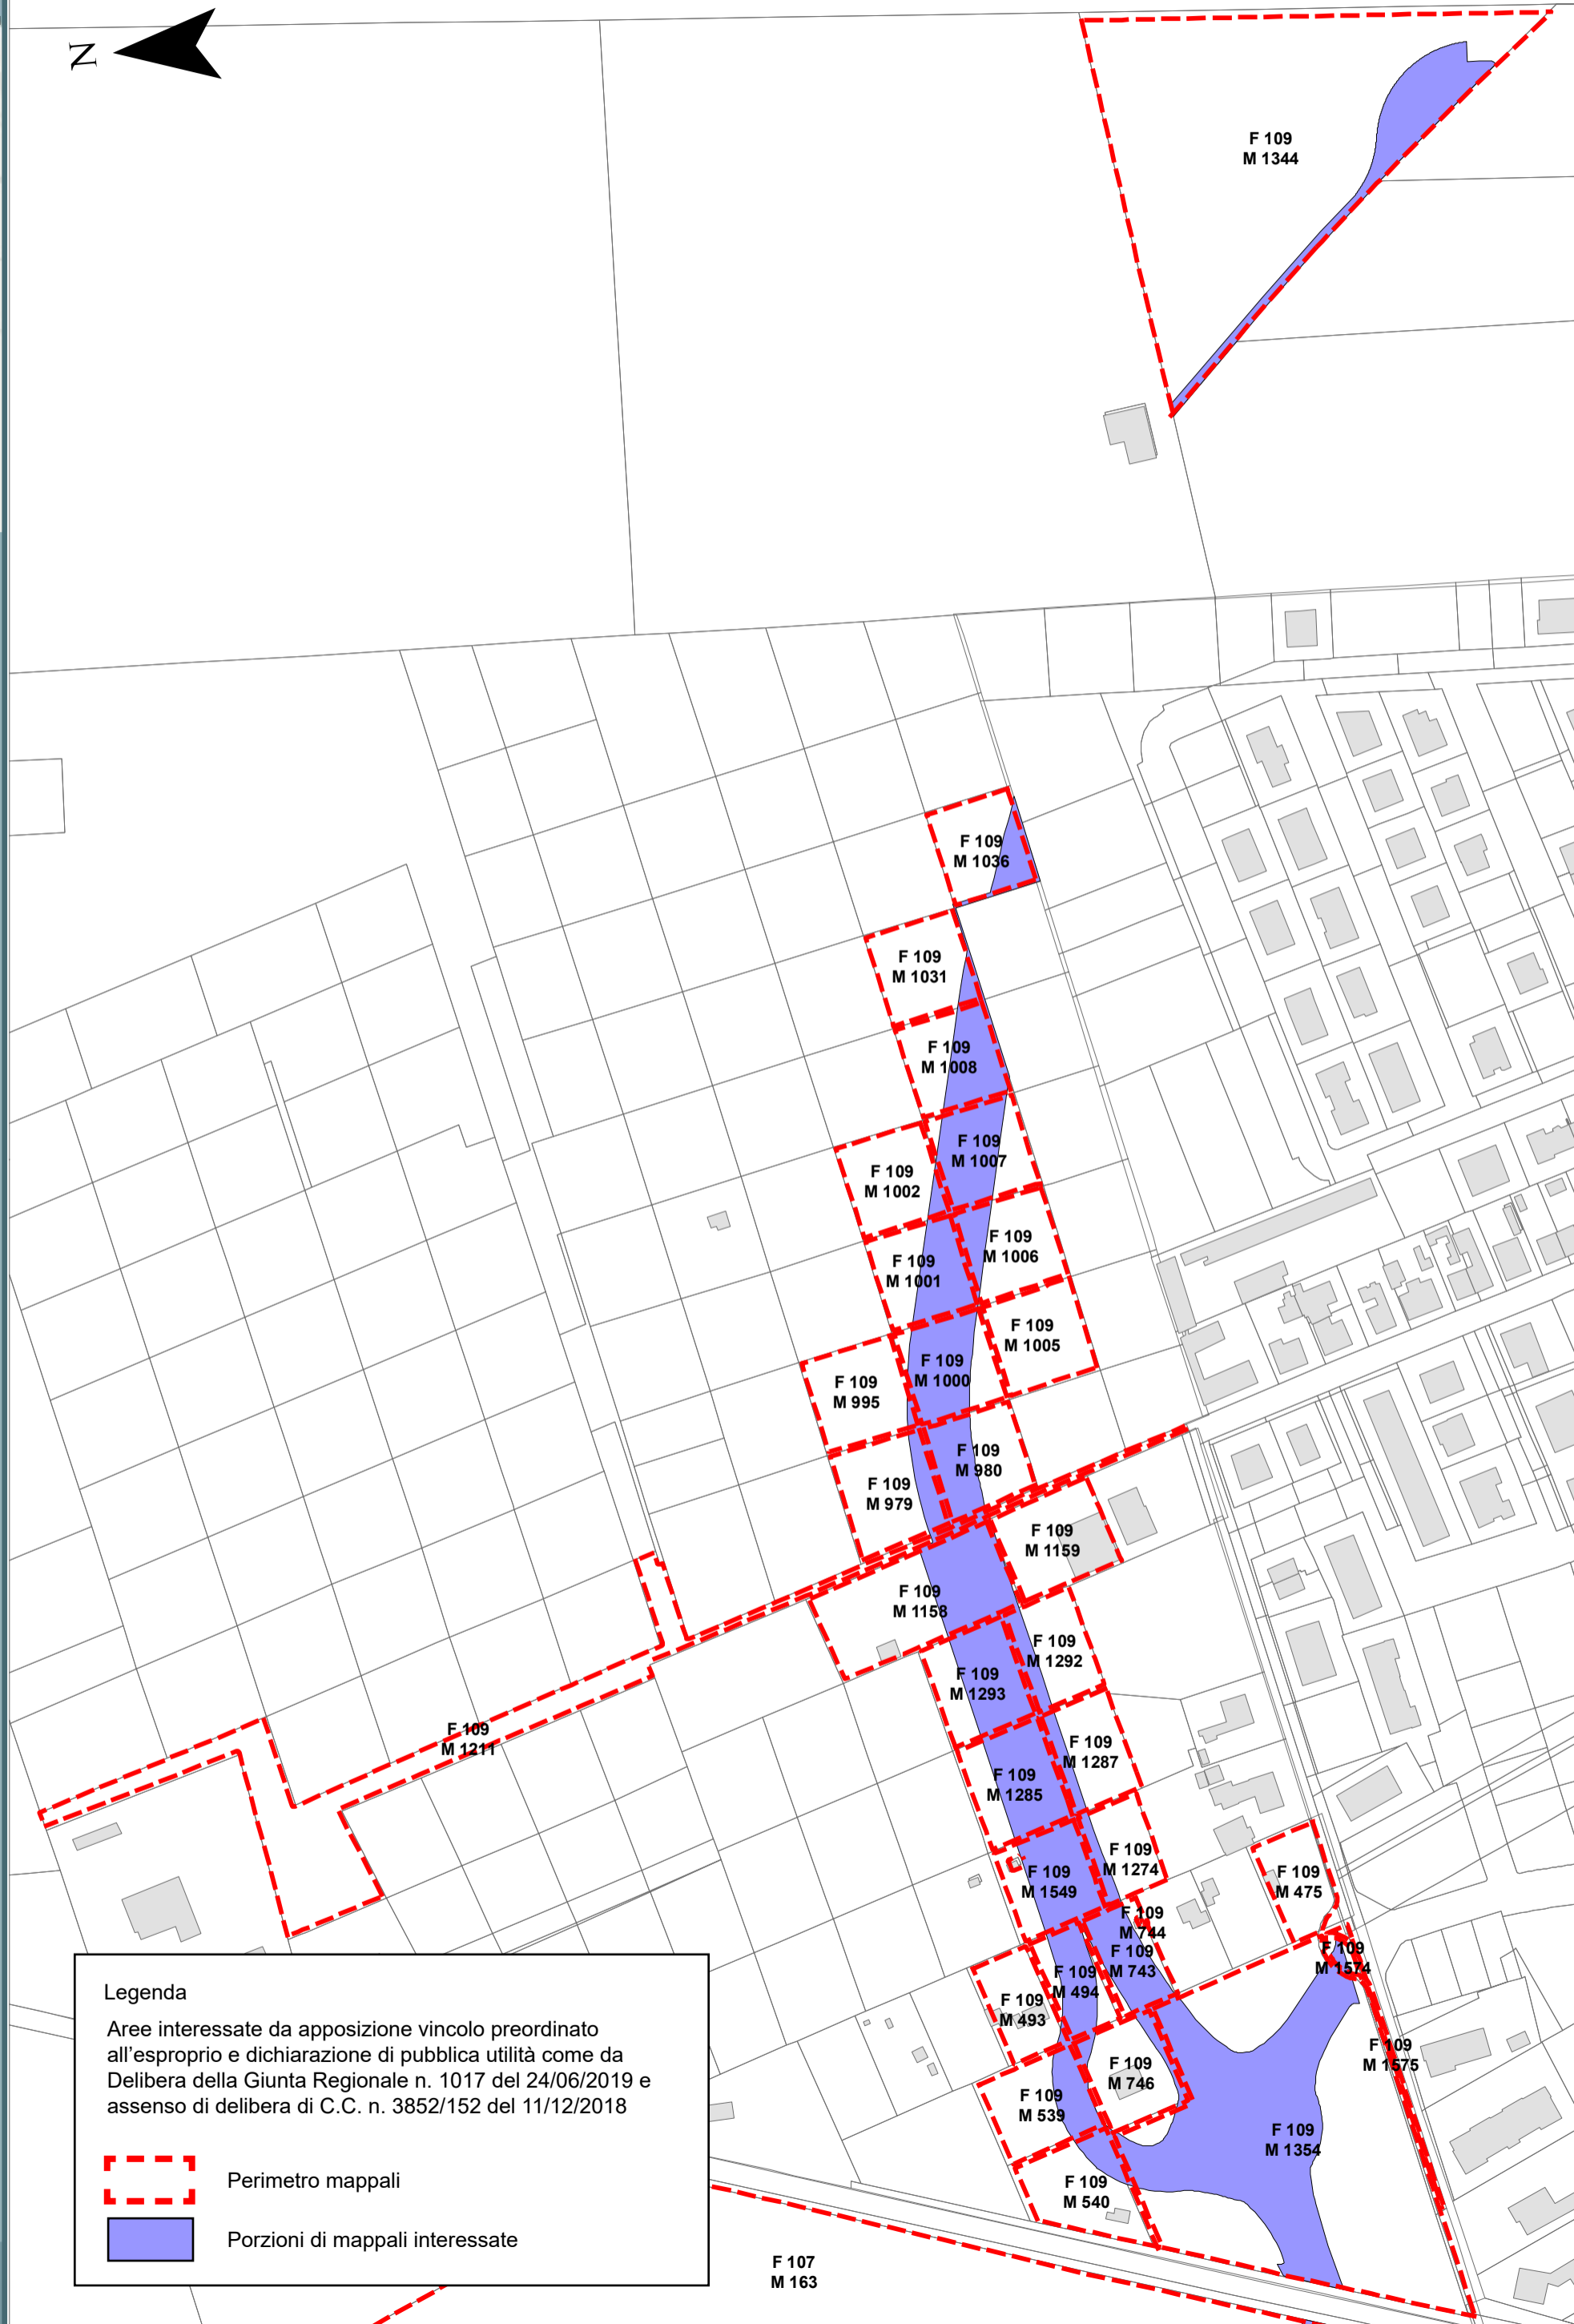 N
F 109
M 1344
F 109
M 1036
F 109
M 1031
F 109
M 1008
F 109
M 1007
F 109
M 1002
F 109
M 1006
F 109
M 1001
F 109
M 1005
F 109
M 1000
F 109
M 995
F 109
M 980
F 109
M 979
F 109
M 1159
F 109
M 1158
F 109
M 1292
F 109
M 1293
F 109
M 1211
F 109
M 1287
F 109
M 1285
F 109
M 1274
F 109
M 1549
F 109
M 475
F 109
M 744
F 109
M 743
F 109
M 1574
F 109
M 494
F 109
M 493
F 109
M 1575
F 109
M 746
F 109
M 539
F 109
M 1354
F 109
M 540
F 107
M 163
Legenda
Aree interessate da apposizione vincolo preordinato
all'esproprio e dichiarazione di pubblica utilità come da
Delibera della Giunta Regionale n. 1017 del 24/06/2019 e
assenso di delibera di C.C. n. 3852/152 del 11/12/2018
Perimetro mappali
Porzioni di mappali interessate